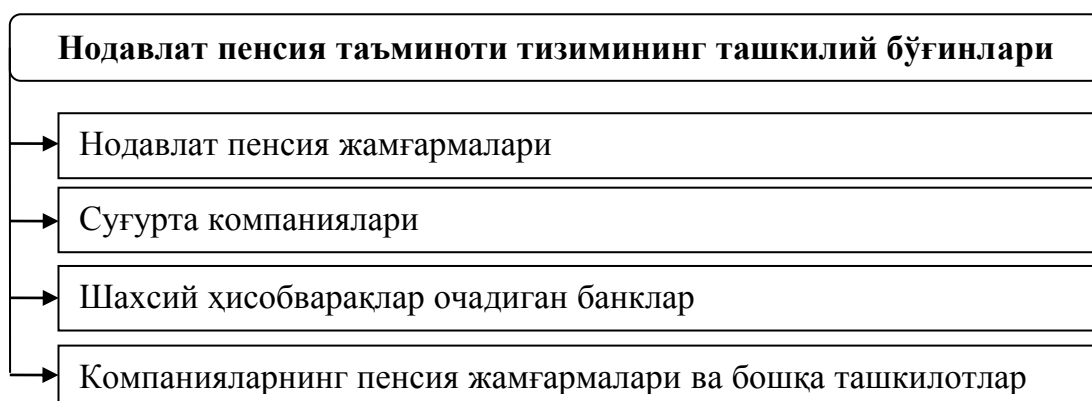 Нодавлат пенсия таъминоти тизимининг ташкилий бўғинлари
Нодавлат пенсия жамғармалари
Суғурта компаниялари
Шахсий ҳисобварақлар очадиган банклар
Компанияларнинг пенсия жамғармалари ва бошқа ташкилотлар